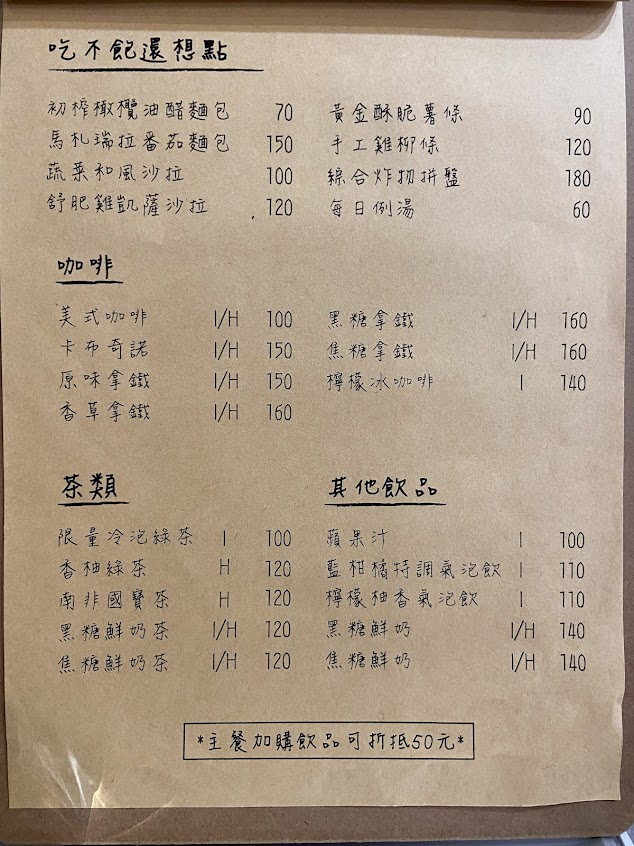 吃不飽還想點
初榨橄欖油醋麵包 70
馬札瑞拉番茄麵包 150
蔬菜和風沙拉 100
舒肥雞凱薩沙拉 120
黃金酥脆薯條 90
手工雞柳條 120
綜合炸物拼盤 180
每日例湯 60
咖啡
美式咖啡 I/H 100
卡布奇諾 I/H 150
原味拿鐵 I/H 150
香草拿鐵 I/H 160
黑糖拿鐵 I/H 160
焦糖拿鐵 I/H 160
檸檬冰咖啡 I 140
茶類
限量冷泡綠茶 I 100
香柚綠茶 H 120
南非國寶茶 H 120
黑糖鮮奶茶 I/H 120
焦糖鮮奶茶 I/H 120
其他飲品
蘋果汁 I 100
藍柑橘特調氣泡飲 I 110
檸檬柚香氣泡飲 I 110
黑糖鮮奶 I/H 140
焦糖鮮奶 I/H 140
*主餐加購飲品可折抵50元*